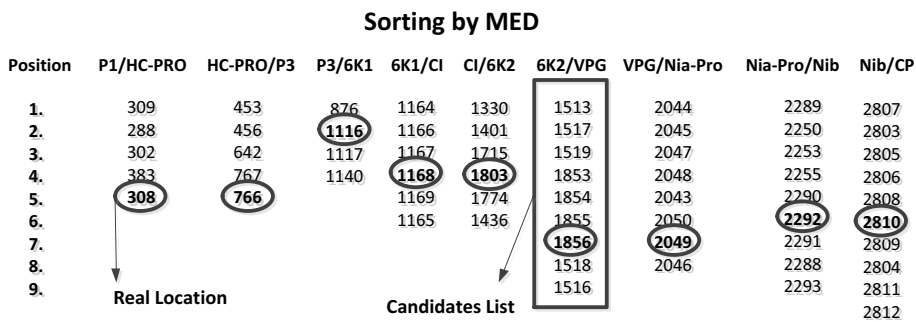 Sorting by MED
Position P1/HC-PRO HC-PRO/P3 P3/6K1 6K1/CI CI/6K2 6K2/VPG VPG/Nia-Pro Nia-Pro/Nib Nib/CP
1. 309 453 876 1164 1330 1513 2044 2289 2807
2. 288 456 1116 1166 1401 1517 2045 2250 2803
3. 302 642 1117 1167 1715 1519 2047 2253 2805
4. 383 767 1140 1168 1803 1853 2048 2255 2806
5. 308 766 1169 1774 1854 2043 2290 2808
6. 1165 1436 1855 2050 2292 2810
7. 1856 2049 2291 2809
8. 1518 2046 2288 2804
9. 1516 2293 2811
Real Location Candidates List 2812